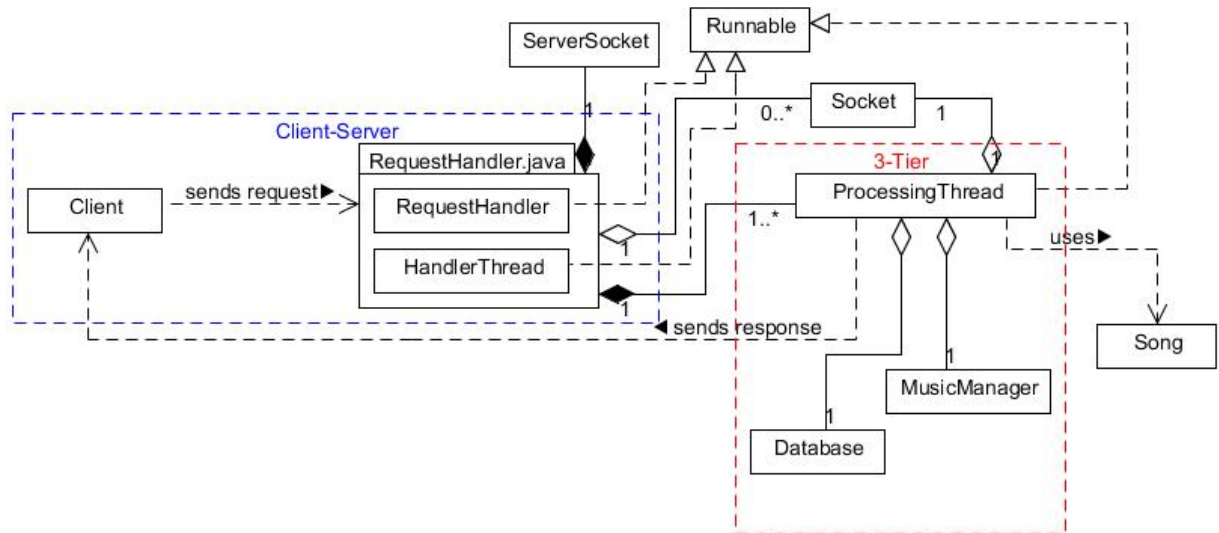 Runnable
ServerSocket
1
Socket
0..*
1
Client-Server
3-Tier
1
RequestHandler.java
sends request▶
Client
RequestHandler
ProcessingThread
1..*
1
uses▶
HandlerThread
1
◀ sends response
Song
1
MusicManager
1
Database